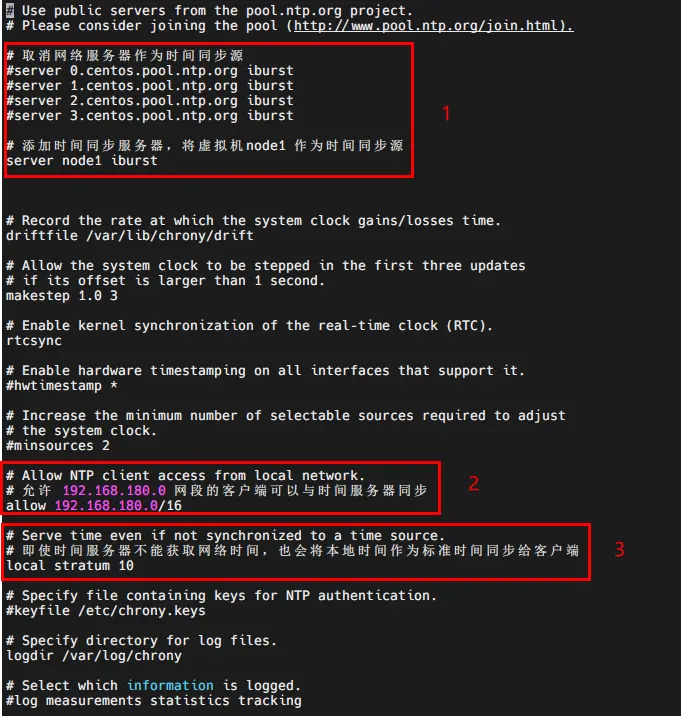 # Use public servers from the pool.ntp.org project.
# Please consider joining the pool (http://www.pool.ntp.org/join.html).
# 取消网络服务器作为时间同步源
#server 0.centos.pool.ntp.org iburst
#server 1.centos.pool.ntp.org iburst
#server 2.centos.pool.ntp.org iburst
#server 3.centos.pool.ntp.org iburst
1
# 添加时间同步服务器，将虚拟机node1 作为时间同步源
server node1 iburst
# Record the rate at which the system clock gains/losses time.
driftfile /var/lib/chrony/drift
# Allow the system clock to be stepped in the first three updates
# if its offset is larger than 1 second.
makestep 1.0 3
# Enable kernel synchronization of the real-time clock (RTC).
rtcsync
# Enable hardware timestamping on all interfaces that support it.
#hwtimestamp *
# Increase the minimum number of selectable sources required to adjust
# the system clock.
#minsources 2
# Allow NTP client access from local network.
# 允许 192.168.180.0 网段的客户端可以与时间服务器同步
2
allow 192.168.180.0/16
# Serve time even if not synchronized to a time source.
# 即使时间服务器不能获取网络时间，也会将本地时间作为标准时间同步给客户端
3
local stratum 10
# Specify file containing keys for NTP authentication.
#keyfile /etc/chrony.keys
# Specify directory for log files.
logdir /var/log/chrony
# Select which information is logged.
#log measurements statistics tracking